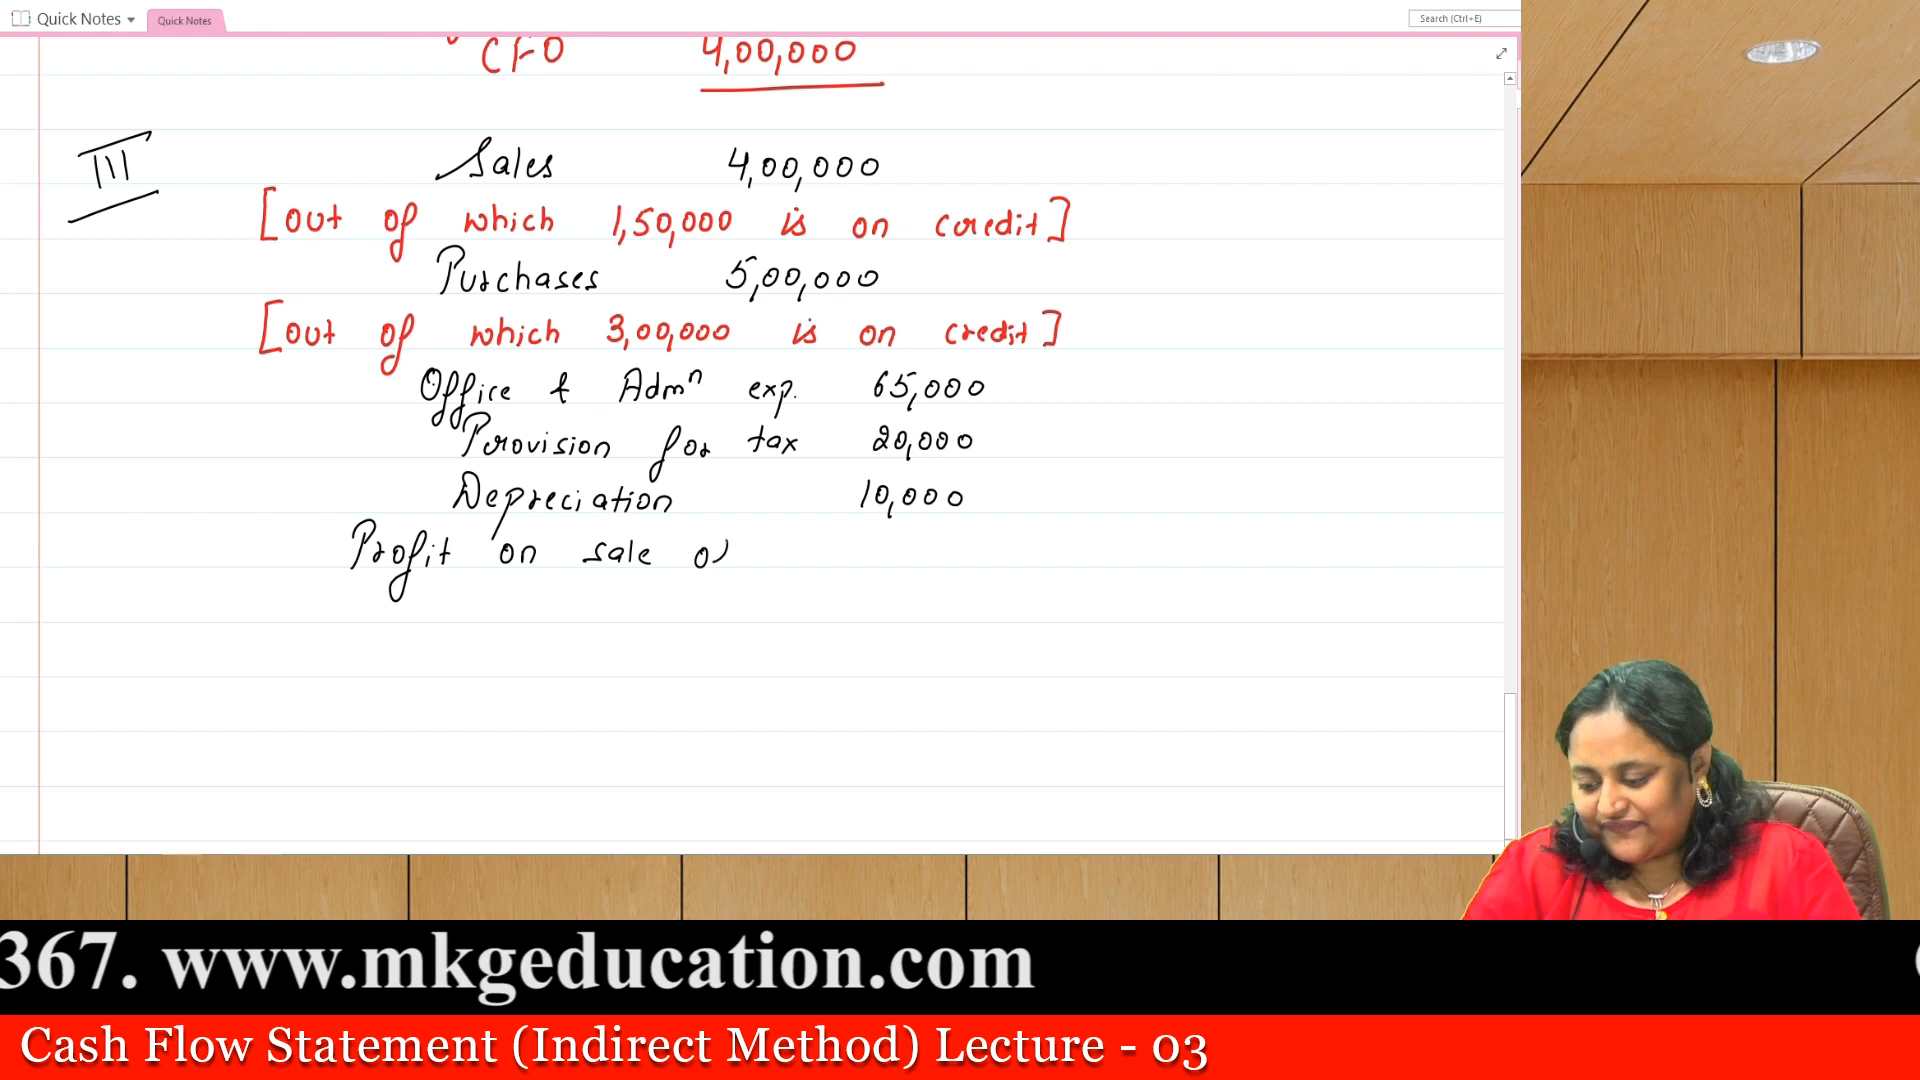 Quick Notes
Quick Notes
Search (Ctrl+E)
CFO 4,00,000
III
Sales 4,00,000
[out of which 1,50,000 is on credit]
Purchases 5,00,000
[out of which 3,00,000 is on credit]
Office & Admⁿ exp. 65,000
Provision for tax 20,000
Depreciation 10,000
Profit on sale
367. www.mkgeducation.com
Cash Flow Statement (Indirect Method) Lecture - 03